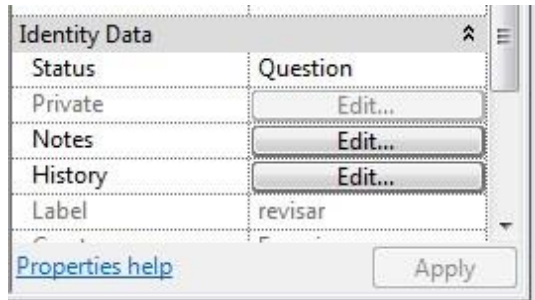 Identity Data
Status Question
Private Edit...
Notes Edit...
History Edit...
Label revisar
Properties help Apply